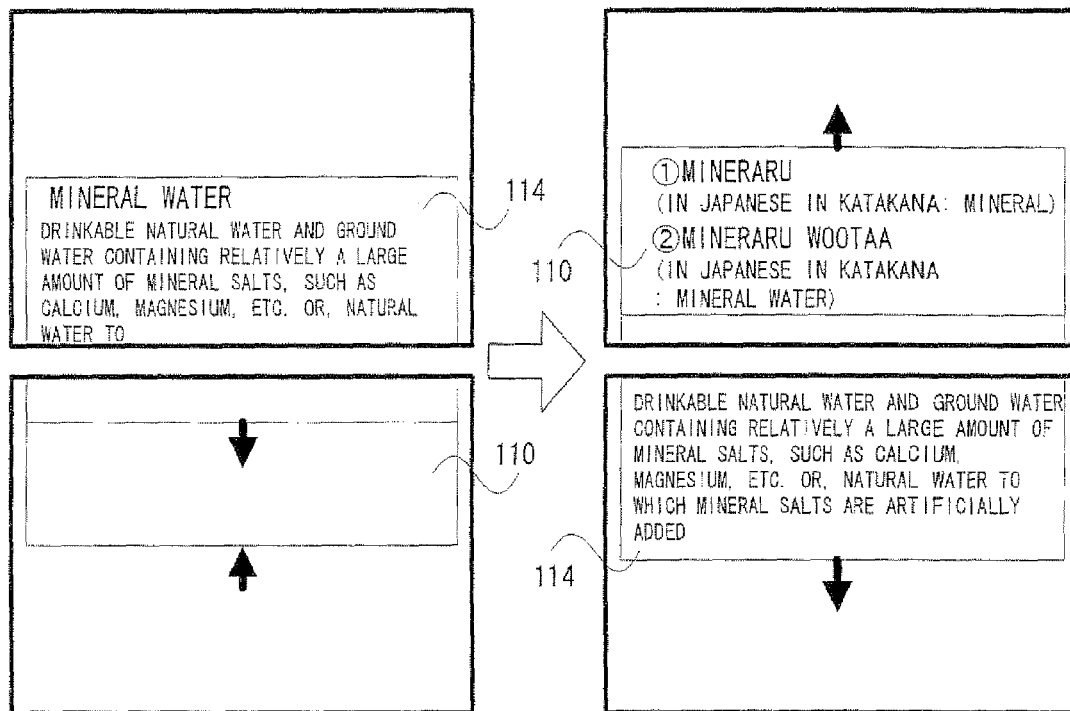 MINERAL WATER
DRINKABLE NATURAL WATER AND GROUND
WATER CONTAINING RELATIVELY A LARGE
AMOUNT OF MINERAL SALTS, SUCH AS
CALCIUM, MAGNESIUM, ETC. OR, NATURAL
WATER TO
114
110
①MINERARU
(IN JAPANESE IN KATAKANA: MINERAL)
②MINERARU WOOTAA
(IN JAPANESE IN KATAKANA
: MINERAL WATER)
110
DRINKABLE NATURAL WATER AND GROUND WATER
CONTAINING RELATIVELY A LARGE AMOUNT OF
MINERAL SALTS, SUCH AS CALCIUM,
MAGNESIUM, ETC. OR, NATURAL WATER TO
WHICH MINERAL SALTS ARE ARTIFICIALLY
ADDED
114